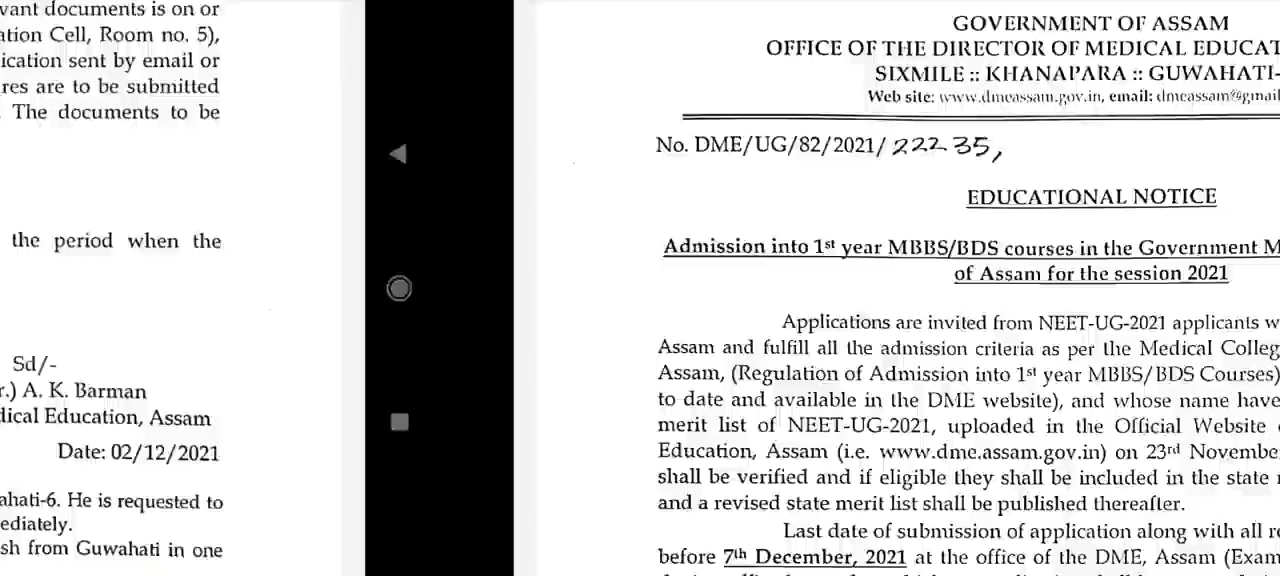 vant documents is on or
ation Cell, Room no. 5),
ication sent by email or
res are to be submitted
. The documents to be
the period when the
Sd/-
r.) A. K. Barman
dical Education, Assam
Date: 02/12/2021
ahati-6. He is requested to
ediately.
sh from Guwahati in one
GOVERNMENT OF ASSAM
OFFICE OF THE DIRECTOR OF MEDICAL EDUCAT
SIXMILE :: KHANAPARA :: GUWAHATI-
Web site: www.dmeassam.gov.in, email: dmeassam@gmail
No. DME/UG/82/2021/22235,
EDUCATIONAL NOTICE
Admission into 1st year MBBS/BDS courses in the Government M
of Assam for the session 2021
Applications are invited from NEET-UG-2021 applicants w
Assam and fulfill all the admission criteria as per the Medical Colleg
Assam, (Regulation of Admission into 1st year MBBS/BDS Courses)
to date and available in the DME website), and whose name have
merit list of NEET-UG-2021, uploaded in the Official Website
Education, Assam (i.e. www.dme.assam.gov.in) on 23rd Novembe
shall be verified and if eligible they shall be included in the state
and a revised state merit list shall be published thereafter.
Last date of submission of application along with all re
before 7th December, 2021 at the office of the DME, Assam (Exam